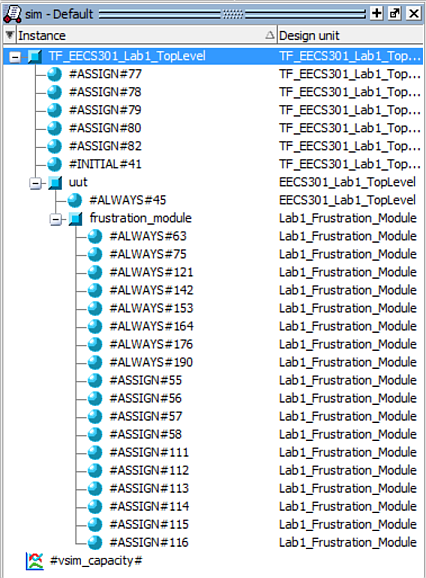 sim - Default
Instance Design unit
TF_EECS301_Lab1_TopLevel TF_EECS301_Lab1_Top...
#ASSIGN#77 TF_EECS301_Lab1_Top...
#ASSIGN#78 TF_EECS301_Lab1_Top...
#ASSIGN#79 TF_EECS301_Lab1_Top...
#ASSIGN#80 TF_EECS301_Lab1_Top...
#ASSIGN#82 TF_EECS301_Lab1_Top...
#INITIAL#41 TF_EECS301_Lab1_Top...
uut EECS301_Lab1_TopLevel
#ALWAYS#45 EECS301_Lab1_TopLevel
frustration_module Lab1_Frustration_Module
#ALWAYS#63 Lab1_Frustration_Module
#ALWAYS#75 Lab1_Frustration_Module
#ALWAYS#121 Lab1_Frustration_Module
#ALWAYS#142 Lab1_Frustration_Module
#ALWAYS#153 Lab1_Frustration_Module
#ALWAYS#164 Lab1_Frustration_Module
#ALWAYS#176 Lab1_Frustration_Module
#ALWAYS#190 Lab1_Frustration_Module
#ASSIGN#55 Lab1_Frustration_Module
#ASSIGN#56 Lab1_Frustration_Module
#ASSIGN#57 Lab1_Frustration_Module
#ASSIGN#58 Lab1_Frustration_Module
#ASSIGN#111 Lab1_Frustration_Module
#ASSIGN#112 Lab1_Frustration_Module
#ASSIGN#113 Lab1_Frustration_Module
#ASSIGN#114 Lab1_Frustration_Module
#ASSIGN#115 Lab1_Frustration_Module
#ASSIGN#116 Lab1_Frustration_Module
#vsim_capacity#